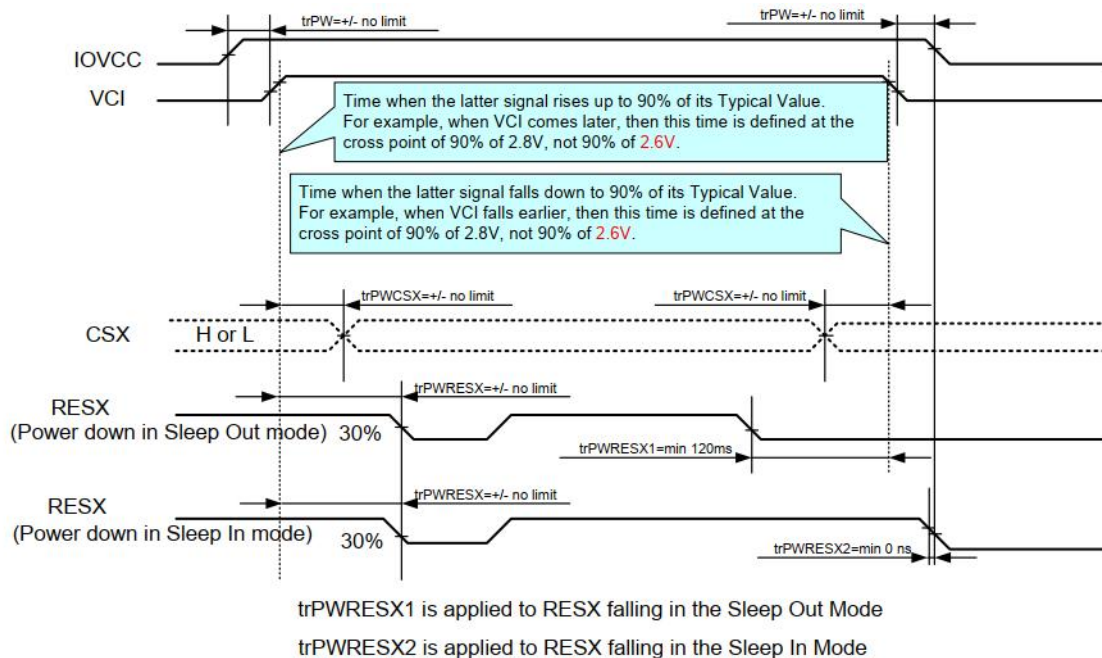 trPW=+/- no limit
trPW=+/- no limit
IOVCC
VCI
Time when the latter signal rises up to 90% of its Typical Value.
For example, when VCI comes later, then this time is defined at the
cross point of 90% of 2.8V, not 90% of 2.6V.
Time when the latter signal falls down to 90% of its Typical Value.
For example, when VCI falls earlier, then this time is defined at the
cross point of 90% of 2.8V, not 90% of 2.6V.
trPWCSX=+/- no limit
trPWCSX=+/- no limit
CSX
H or L
trPWRESX=+/- no limit
RESX
(Power down in Sleep Out mode)
30%
trPWRESX1=min 120ms
trPWRESX=+/- no limit
RESX
(Power down in Sleep In mode)
30%
trPWRESX2=min 0 ns
trPWRESX1 is applied to RESX falling in the Sleep Out Mode
trPWRESX2 is applied to RESX falling in the Sleep In Mode